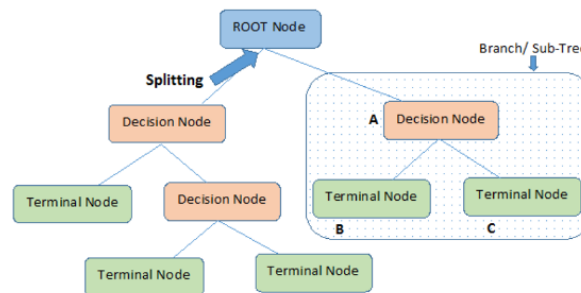 ROOT Node
Branch/ Sub-Tree
Splitting
Decision Node
A
Decision Node
Terminal Node
Decision Node
Terminal Node
Terminal Node
B
C
Terminal Node
Terminal Node